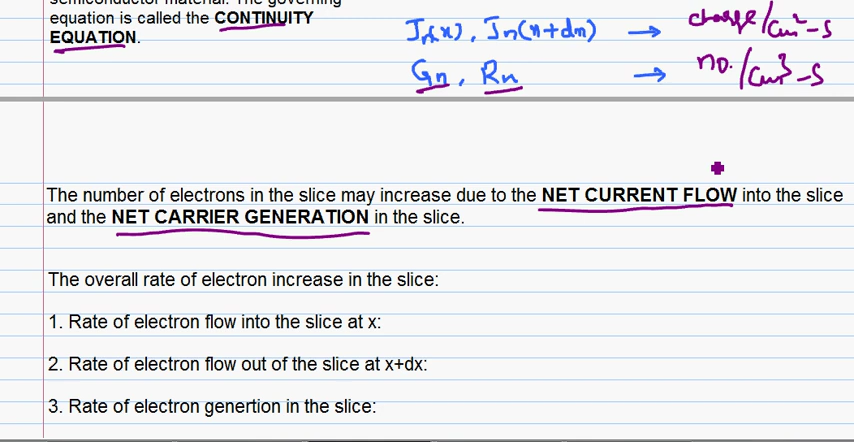 semiconductor material. The governing
equation is called the CONTINUITY
EQUATION.
Jn(x), Jn(x+dx) → charge/cm²-s
Gn, Rn → no./cm³-s
The number of electrons in the slice may increase due to the NET CURRENT FLOW into the slice
and the NET CARRIER GENERATION in the slice.
The overall rate of electron increase in the slice:
1. Rate of electron flow into the slice at x:
2. Rate of electron flow out of the slice at x+dx:
3. Rate of electron genertion in the slice: